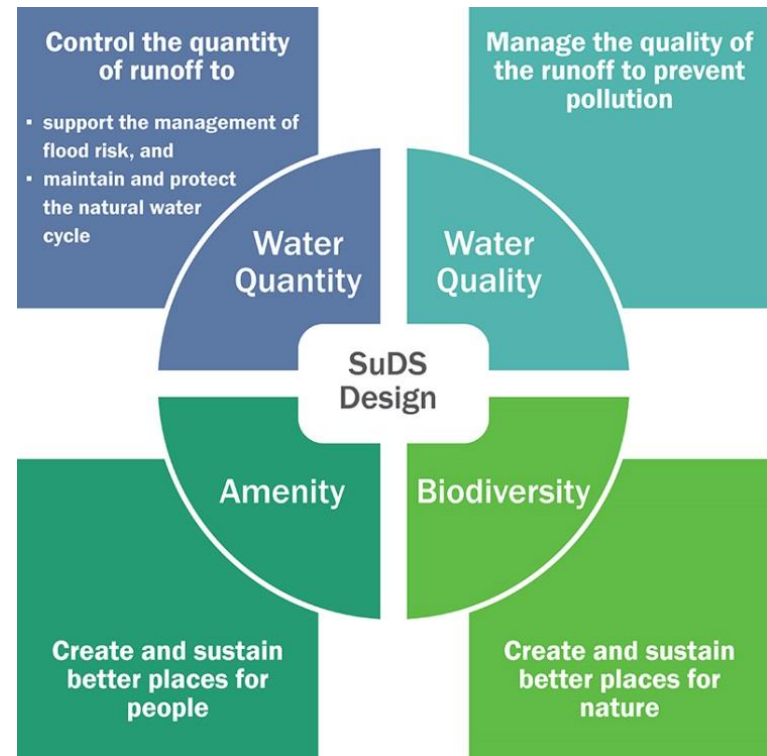 Control the quantity
of runoff to
▪ support the management of
flood risk, and
▪ maintain and protect
the natural water
cycle
Manage the quality of
the runoff to prevent
pollution
Water
Quantity
Water
Quality
SuDS
Design
Amenity
Biodiversity
Create and sustain
better places for
people
Create and sustain
better places for
nature